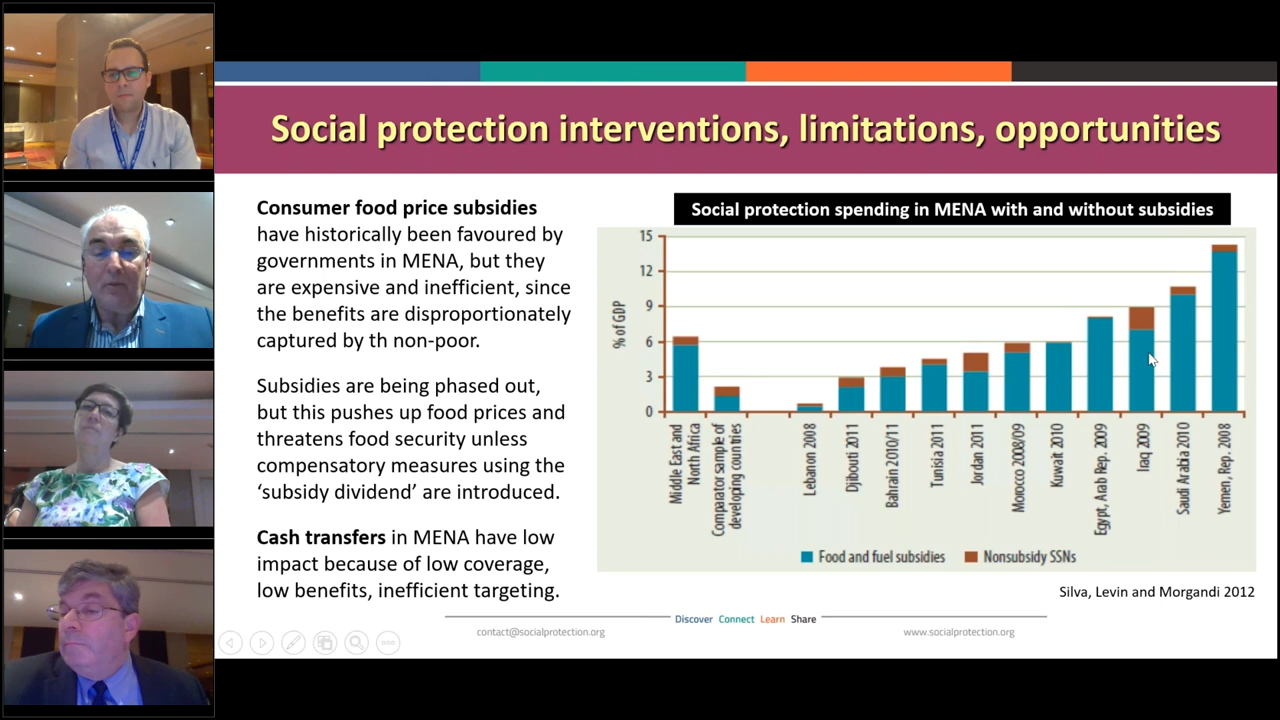 Social protection interventions, limitations, opportunities
Consumer food price subsidies
have historically been favoured by
governments in MENA, but they
are expensive and inefficient, since
the benefits are disproportionately
captured by th non-poor.
Subsidies are being phased out,
but this pushes up food prices and
threatens food security unless
compensatory measures using the
‘subsidy dividend’ are introduced.
Cash transfers in MENA have low
impact because of low coverage,
low benefits, inefficient targeting.
Social protection spending in MENA with and without subsidies
% of GDP
15
12
9
6
3
0
Middle East and
North Africa
Comparator sample of
developing countries
Lebanon 2008
Djibouti 2011
Bahrain 2010/11
Tunisia 2011
Jordan 2011
Morocco 2008/09
Kuwait 2010
Egypt, Arab Rep. 2009
Iraq 2009
Saudi Arabia 2010
Yemen, Rep. 2008
Food and fuel subsidies
Nonsubsidy SSNs
Silva, Levin and Morgandi 2012
Discover Connect Learn Share
contact@socialprotection.org
www.socialprotection.org